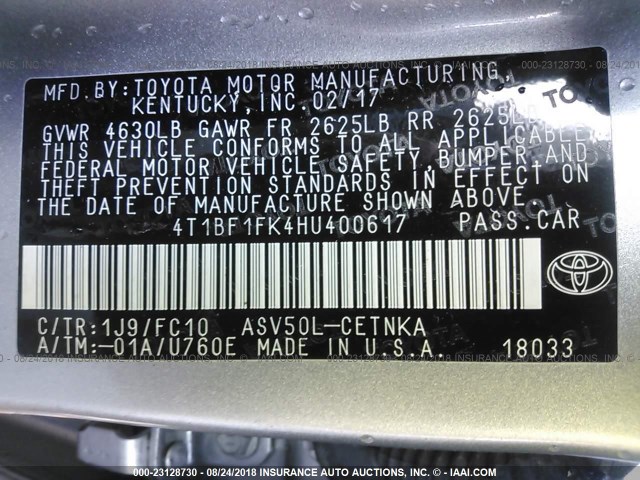 MFD. BY: TOYOTA MOTOR MANUFACTURING,
KENTUCKY, INC. 02/17
GVWR 4630LB GAWR FR 2625LB RR 2625LB
THIS VEHICLE CONFORMS TO ALL APPLICABLE
FEDERAL MOTOR VEHICLE SAFETY, BUMPER, AND
THEFT PREVENTION STANDARDS IN EFFECT ON
THE DATE OF MANUFACTURE SHOWN ABOVE.
4T1BF1FK4HU400617 PASS. CAR
C/TR: 1J9/FC10 ASV50L-CETNKA
A/TM:-01A/U760E MADE IN U.S.A. 18033
TOYOTA
TOYOTA
TOYOTA
000-23128730 - 08/24/2018 INSURANCE AUTO AUCTIONS INC. - © IAAI.COM